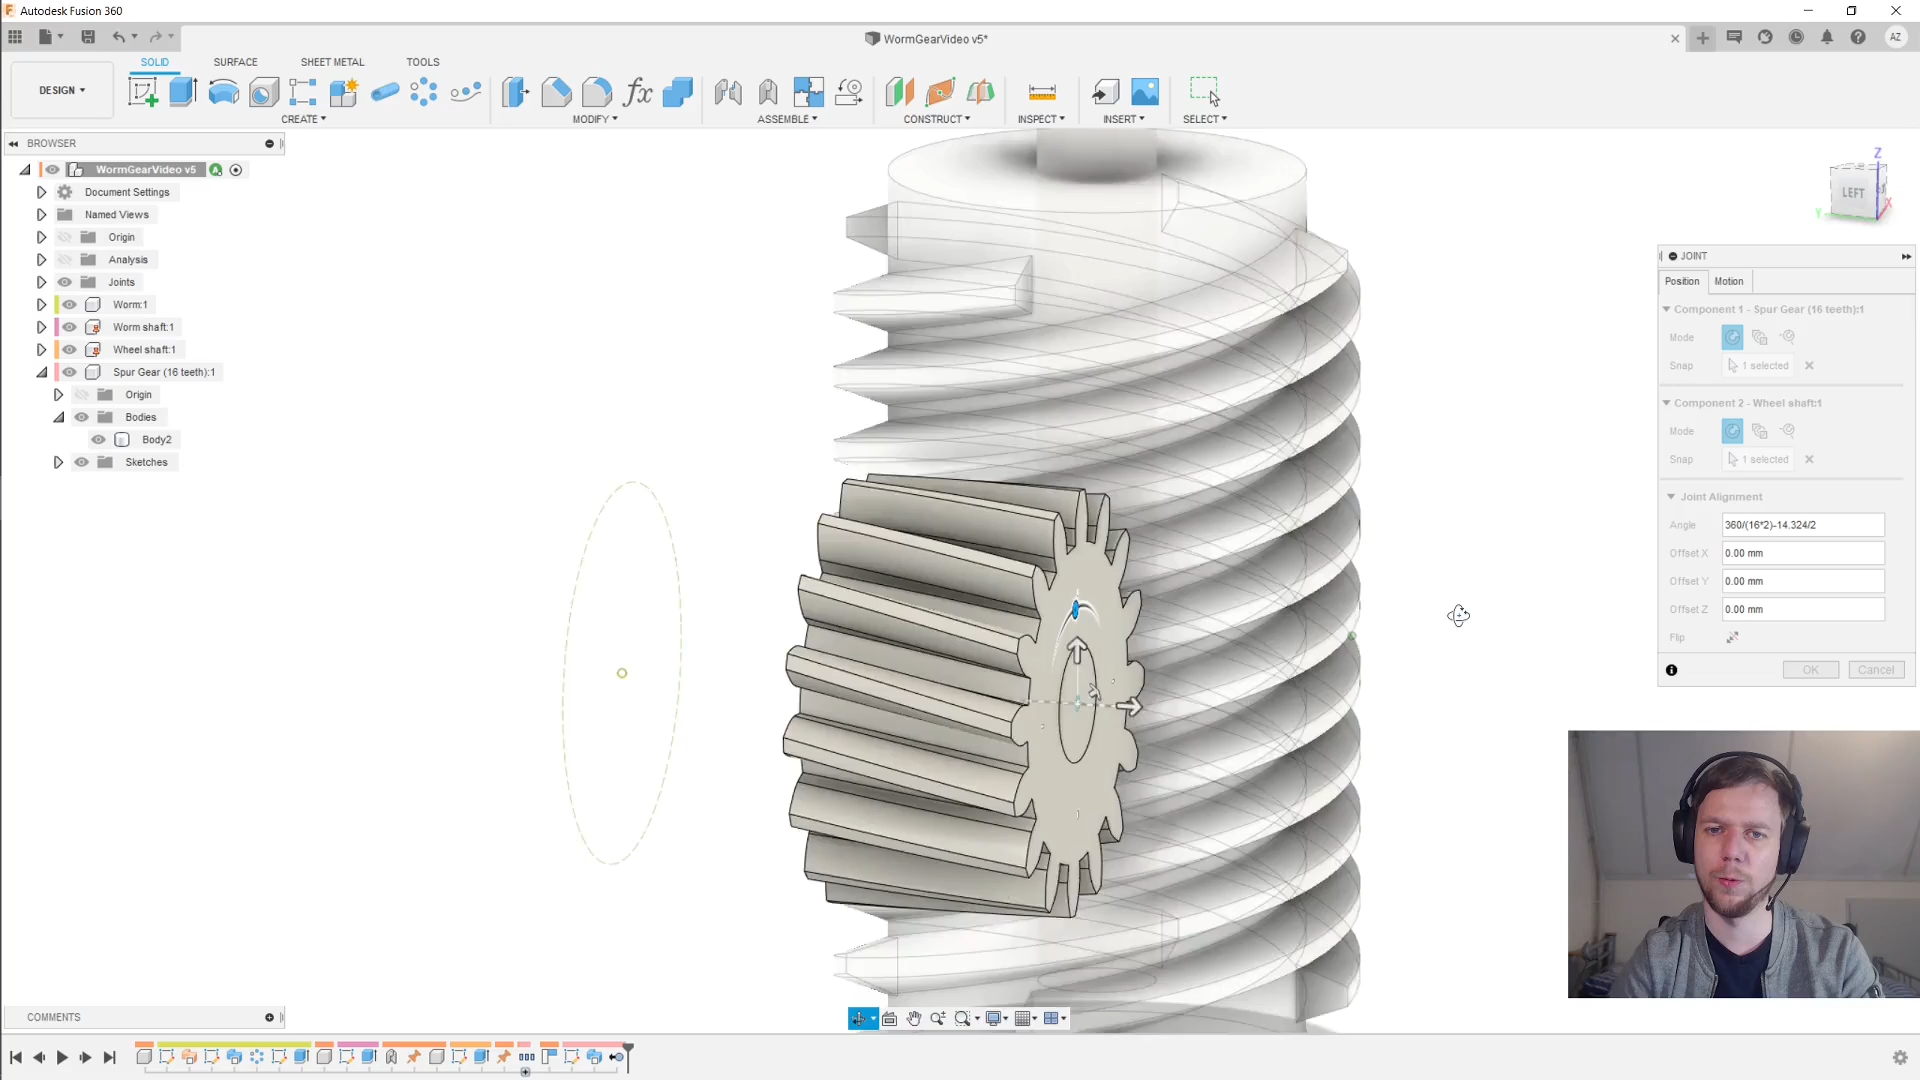 Autodesk Fusion 360
WormGearVideo v5*
AZ
DESIGN
SOLID
SURFACE
SHEET METAL
TOOLS
CREATE
MODIFY
ASSEMBLE
CONSTRUCT
INSPECT
INSERT
SELECT
BROWSER
WormGearVideo v5
Document Settings
Named Views
Origin
Analysis
Joints
Worm:1
Worm shaft:1
Wheel shaft:1
Spur Gear (16 teeth):1
Origin
Bodies
Body2
Sketches
Z
LEFT
Y
X
JOINT
Position
Motion
Component 1 - Spur Gear (16 teeth):1
Mode
Snap
1 selected
Component 2 - Wheel shaft:1
Mode
Snap
1 selected
Joint Alignment
Angle
360/(16*2)-14.324/2
Offset X
0.00 mm
Offset Y
0.00 mm
Offset Z
0.00 mm
Flip
OK
Cancel
COMMENTS